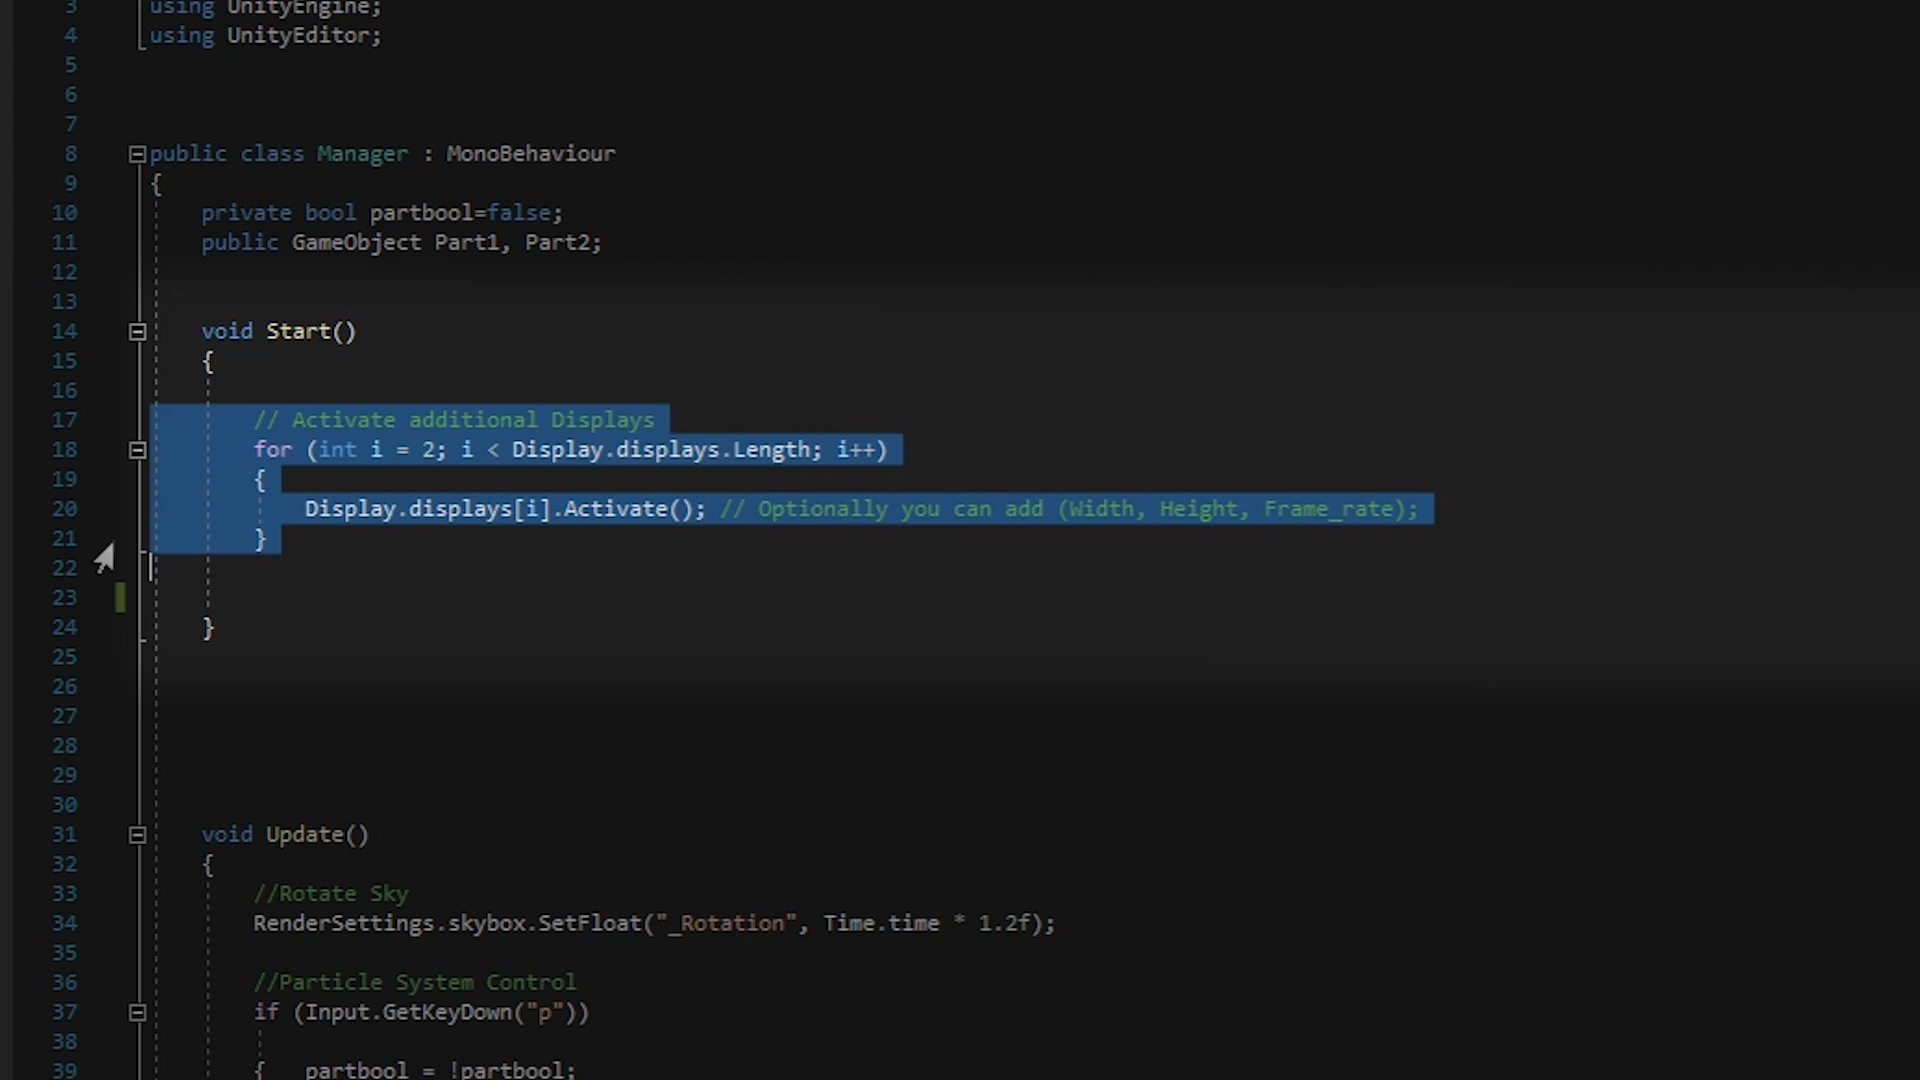 3 using UnityEngine;
4 using UnityEditor;
5
6
7
8 public class Manager : MonoBehaviour
9 {
10 private bool partbool=false;
11 public GameObject Part1, Part2;
12
13
14 void Start()
15 {
16
17 // Activate additional Displays
18 for (int i = 2; i < Display.displays.Length; i++)
19 {
20 Display.displays[i].Activate(); // Optionally you can add (Width, Height, Frame_rate);
21 }
22
23
24 }
25
26
27
28
29
30
31 void Update()
32 {
33 //Rotate Sky
34 RenderSettings.skybox.SetFloat("_Rotation", Time.time * 1.2f);
35
36 //Particle System Control
37 if (Input.GetKeyDown("p"))
38
39 { partbool = !partbool;